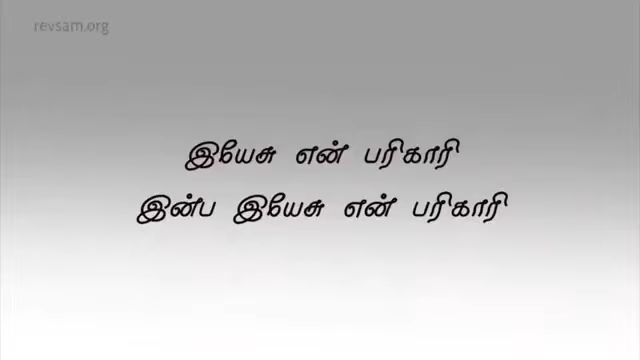 revsam.org
இயேசு என் பரிகாரி
இன்ப இயேசு என் பரிகாரி